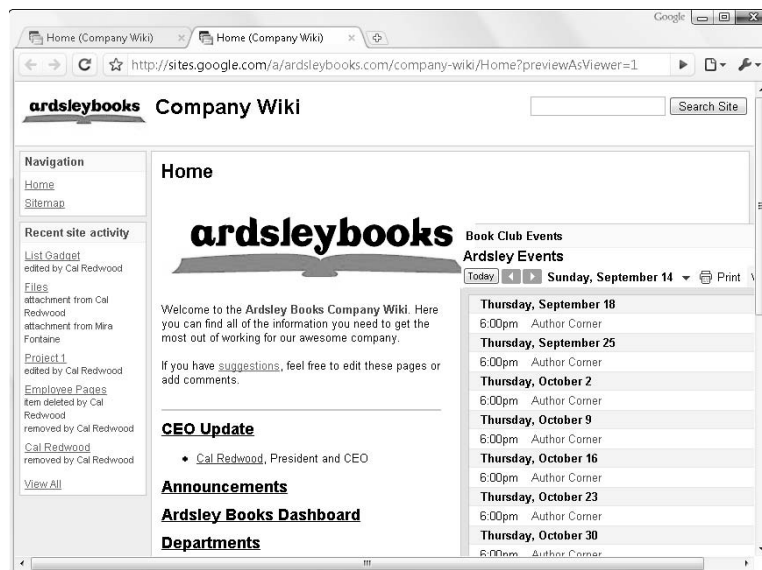 Google
Home (Company Wiki)
Home (Company Wiki)
http://sites.google.com/a/ardsleybooks.com/company-wiki/Home?previewAsViewer=1
ardsleybooks
Company Wiki
Search Site
Navigation
Home
Sitemap
Recent site activity
List Gadget
edited by Cal Redwood
Files
attachment from Cal
Redwood
attachment from Mira
Fontaine
Project 1
edited by Cal Redwood
Employee Pages
item deleted by Cal
Redwood
removed by Cal Redwood
Cal Redwood
removed by Cal Redwood
View All
Home
ardsleybooks
Welcome to the Ardsley Books Company Wiki. Here
you can find all of the information you need to get the
most out of working for our awesome company.
If you have suggestions, feel free to edit these pages or
add comments.
CEO Update
• Cal Redwood, President and CEO
Announcements
Ardsley Books Dashboard
Departments
Book Club Events
Ardsley Events
Today Sunday, September 14 Print
Thursday, September 18
6:00pm Author Corner
Thursday, September 25
6:00pm Author Corner
Thursday, October 2
6:00pm Author Corner
Thursday, October 9
6:00pm Author Corner
Thursday, October 16
6:00pm Author Corner
Thursday, October 23
6:00pm Author Corner
Thursday, October 30
6:00pm Author Corner